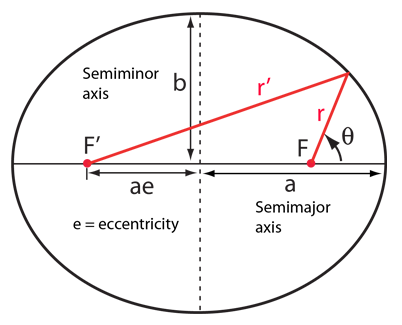 Semiminor
axis
b
r’
r
θ
F’
F
ae
a
e = eccentricity
Semimajor
axis